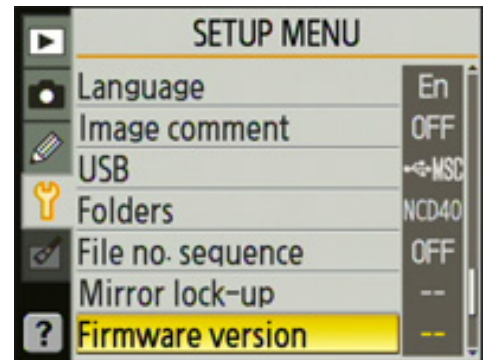 SETUP MENU
Language En
Image comment OFF
USB MSC
Folders NCD40
File no. sequence OFF
Mirror lock-up --
? Firmware version --